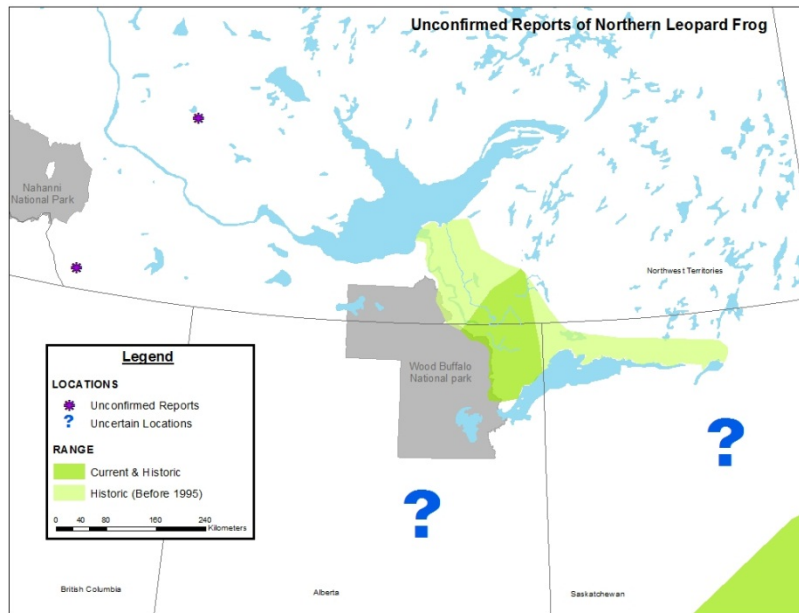 Unconfirmed Reports of Northern Leopard Frog
Nahanni
National Park
Northwest Territories
Wood Buffalo
National park
Legend
LOCATIONS
Unconfirmed Reports
? Uncertain Locations
RANGE
Current & Historic
Historic (Before 1995)
0 40 80 160 240
Kilometers
?
?
British Columbia
Alberta
Saskatchewan